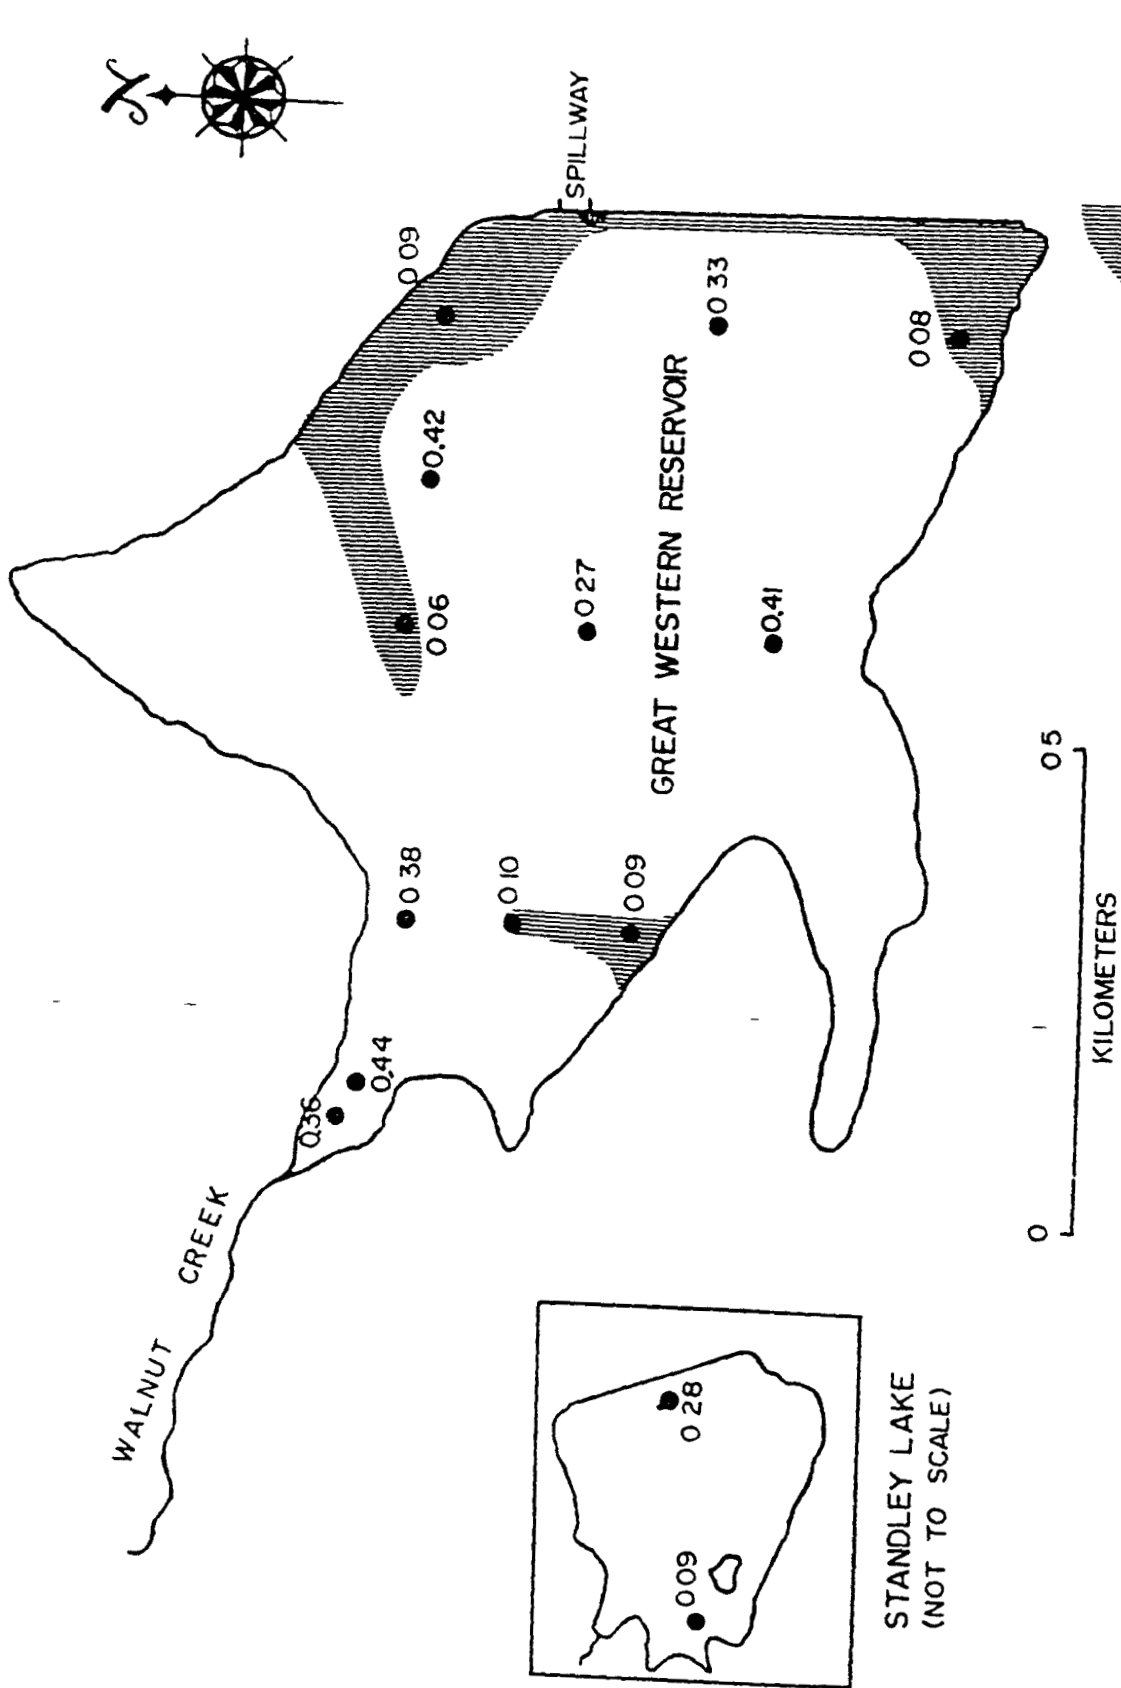 N
SPILLWAY
0 09
0 33
0 08
0.42
0 06
0 27
0.41
GREAT WESTERN RESERVOIR
0 38
0 10
0 09
0.44
0.36
WALNUT CREEK
0 0 5
KILOMETERS
0 28
0 09
STANDLEY LAKE
(NOT TO SCALE)